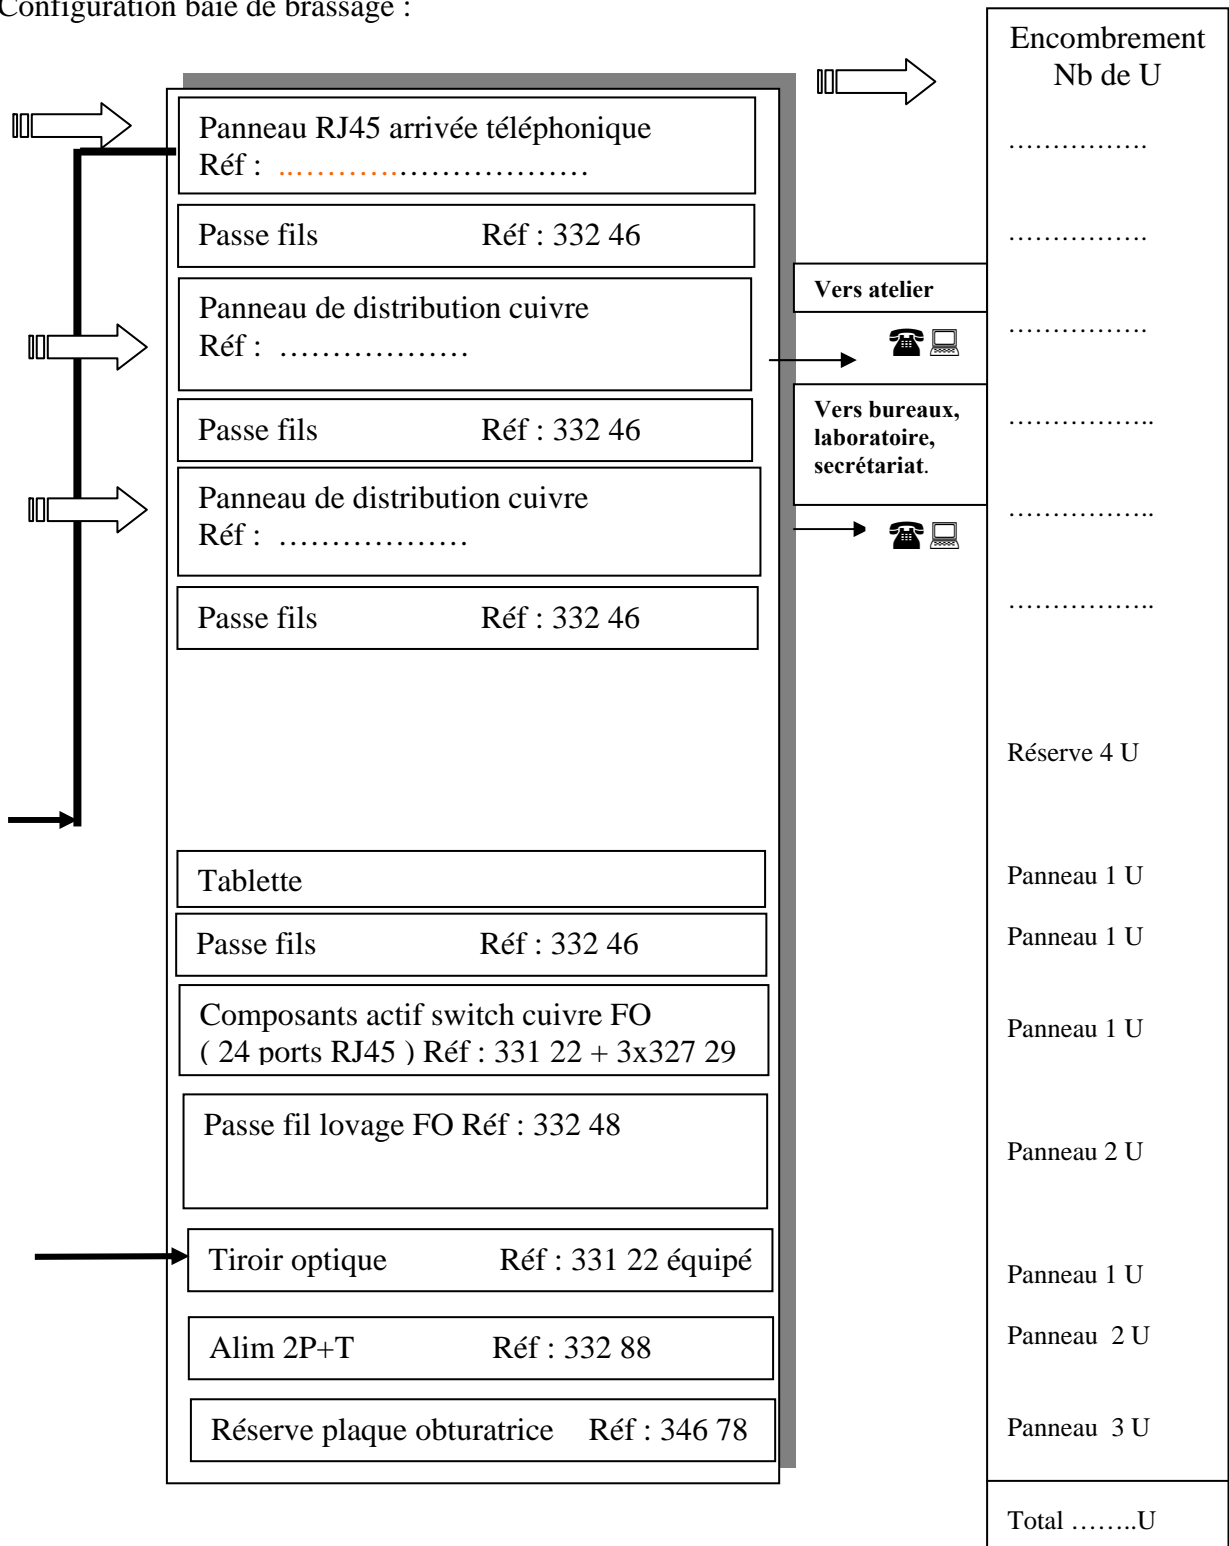 Configuration baie de brassage :
Encombrement
Nb de U
Panneau RJ45 arrivée téléphonique
Réf : ..............................
................
Passe fils Réf : 332 46
................
Vers atelier
Panneau de distribution cuivre
Réf : ..................
................
Passe fils Réf : 332 46
Vers bureaux,
laboratoire,
secrétariat.
.................
Panneau de distribution cuivre
Réf : ..................
.................
Passe fils Réf : 332 46
.................
Réserve 4 U
Tablette
Panneau 1 U
Passe fils Réf : 332 46
Panneau 1 U
Composants actif switch cuivre FO
( 24 ports RJ45 ) Réf : 331 22 + 3x327 29
Panneau 1 U
Passe fil lovage FO Réf : 332 48
Panneau 2 U
Tiroir optique Réf : 331 22 équipé
Panneau 1 U
Alim 2P+T Réf : 332 88
Panneau 2 U
Réserve plaque obturatrice Réf : 346 78
Panneau 3 U
Total ........U